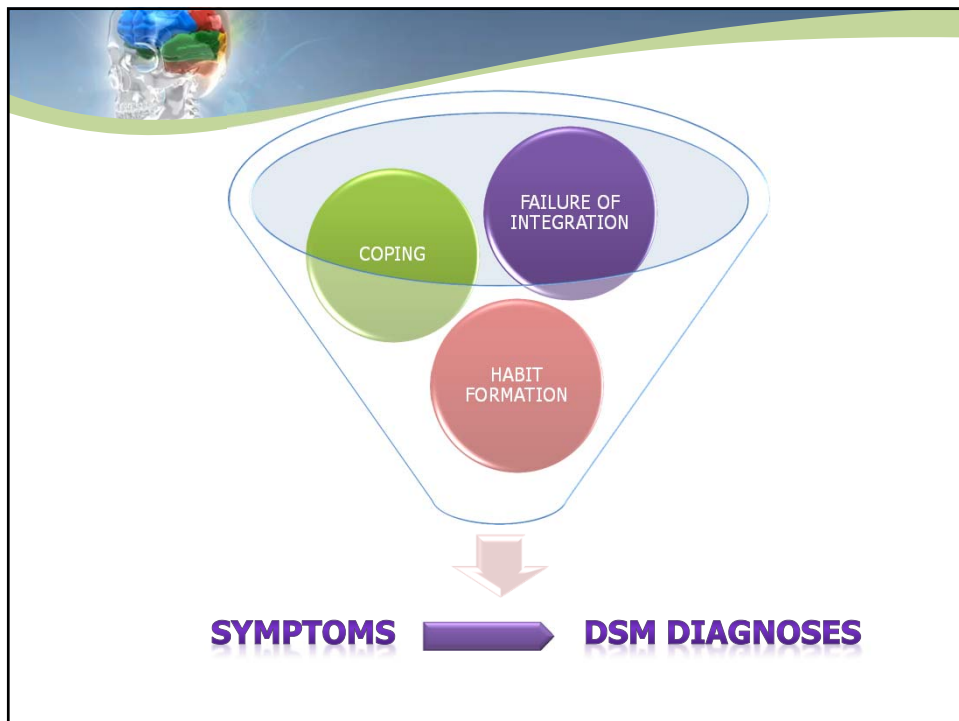 FAILURE OF
INTEGRATION
COPING
HABIT
FORMATION
SYMPTOMS DSM DIAGNOSES